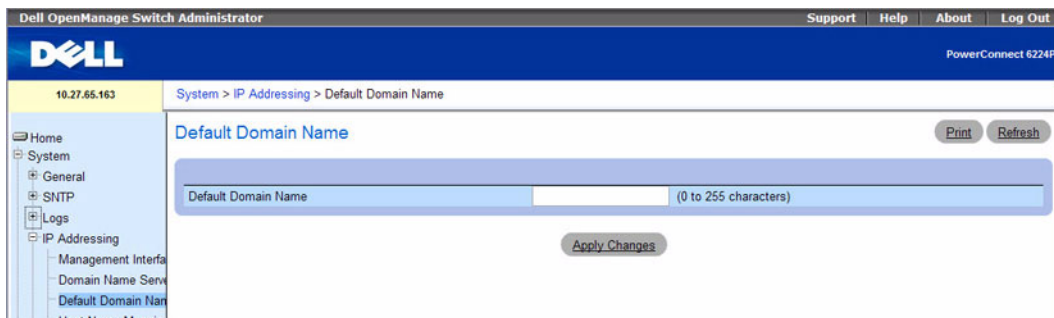 Dell OpenManage Switch Administrator Support Help About Log Out
DELL
PowerConnect 6224P
10.27.65.163
System > IP Addressing > Default Domain Name
Home
System
General
SNTP
Logs
IP Addressing
Management Interfa
Domain Name Serve
Default Domain Nam
Default Domain Name
Print Refresh
Default Domain Name (0 to 255 characters)
Apply Changes